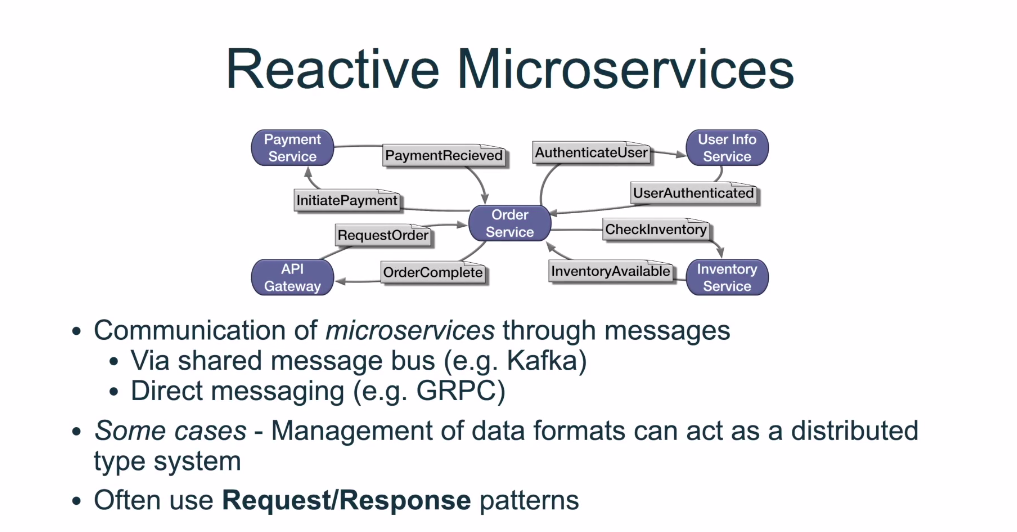 Reactive Microservices
Payment
Service
PaymentRecieved
AuthenticateUser
User Info
Service
InitiatePayment
UserAuthenticated
Order
Service
RequestOrder
CheckInventory
API
Gateway
OrderComplete
InventoryAvailable
Inventory
Service
• Communication of microservices through messages
• Via shared message bus (e.g. Kafka)
• Direct messaging (e.g. GRPC)
• Some cases - Management of data formats can act as a distributed
type system
• Often use Request/Response patterns